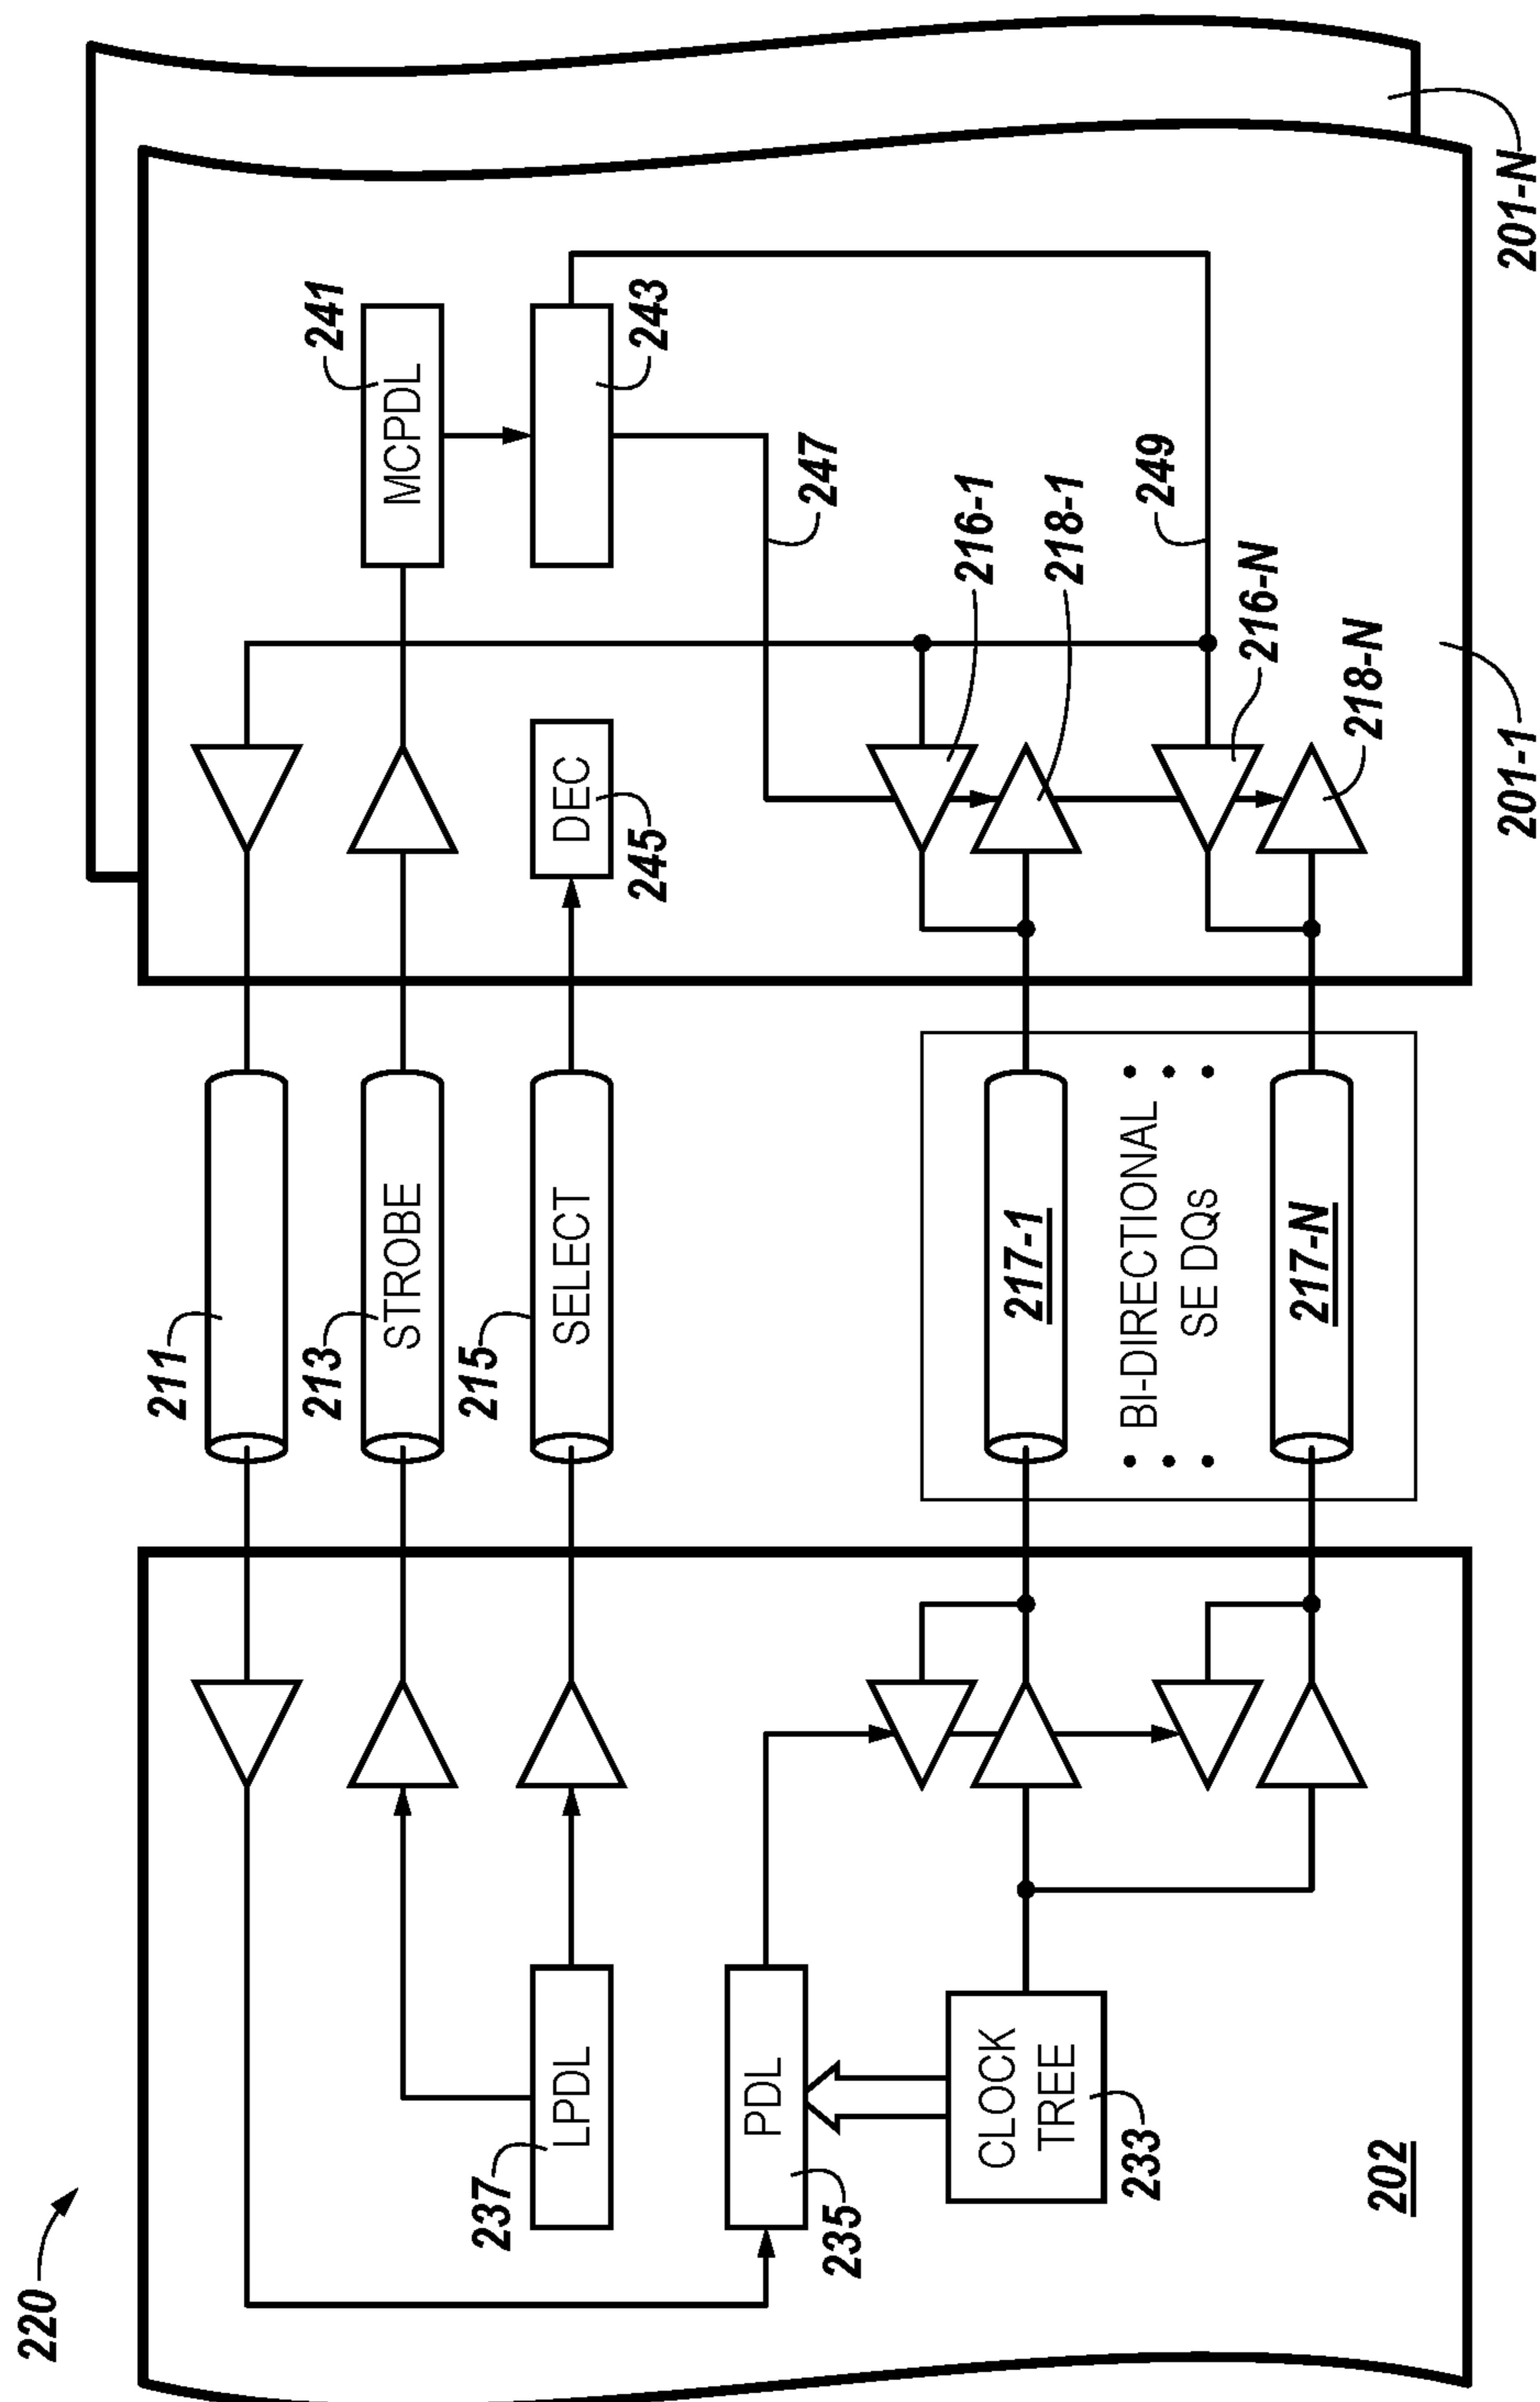 220
202
237
LPDL
235
PDL
CLOCK
TREE
233
211
213
STROBE
215
SELECT
217-1
BI-DIRECTIONAL
SE DQs
217-N
241
MCPDL
243
245
DEC
247
216-1
218-1
249
216-N
218-N
201-1
201-N